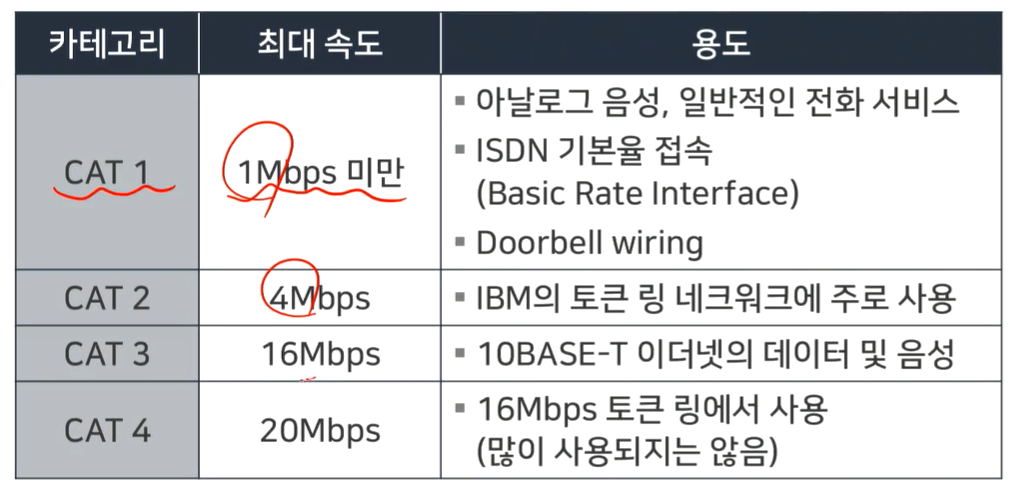 카테고리 최대 속도 용도
CAT 1 1Mbps 미만
▪ 아날로그 음성, 일반적인 전화 서비스
▪ ISDN 기본율 접속
(Basic Rate Interface)
▪ Doorbell wiring
CAT 2 4Mbps ▪ IBM의 토큰 링 네크워크에 주로 사용
CAT 3 16Mbps ▪ 10BASE-T 이더넷의 데이터 및 음성
CAT 4 20Mbps
▪ 16Mbps 토큰 링에서 사용
(많이 사용되지는 않음)